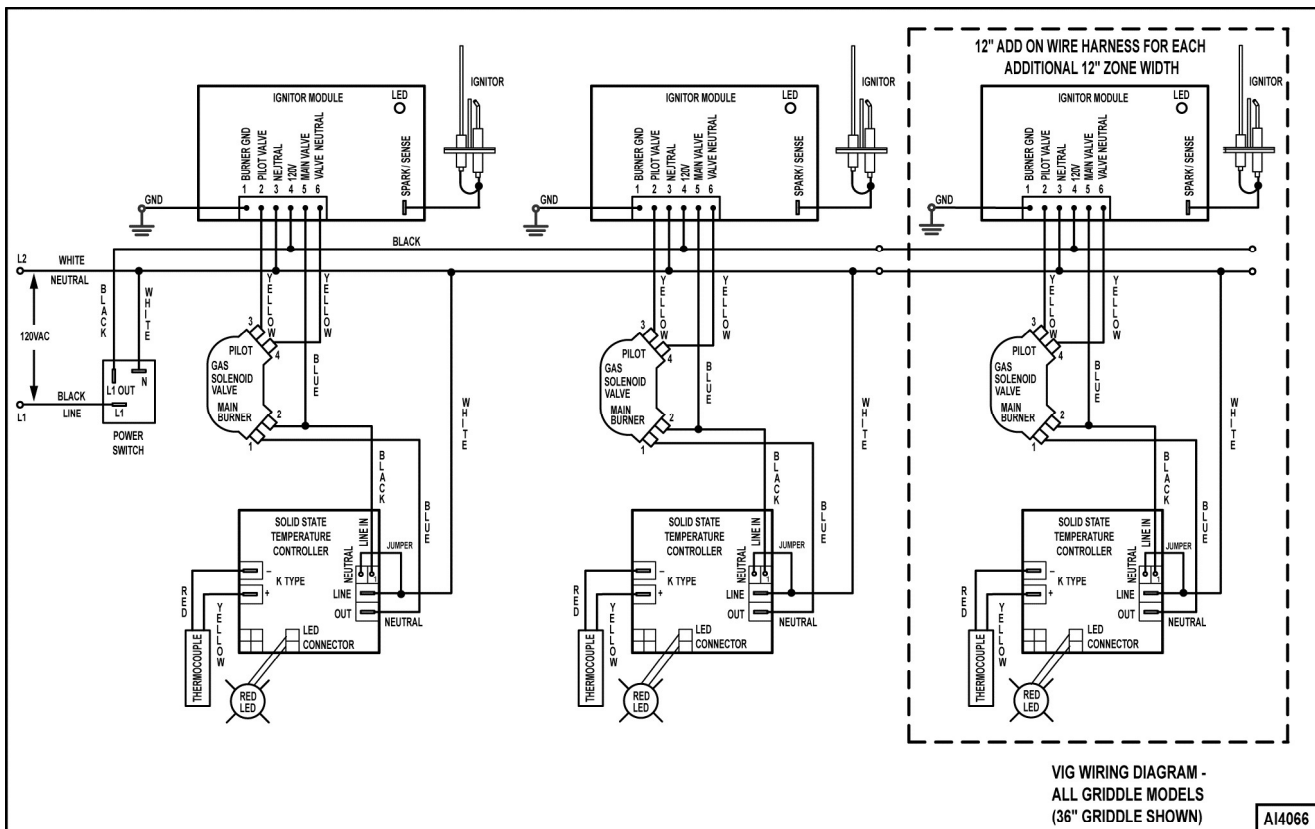 12" ADD ON WIRE HARNESS FOR EACH
ADDITIONAL 12" ZONE WIDTH
IGNITOR MODULE
LED
IGNITOR
BURNER GND
PILOT VALVE
NEUTRAL
120V
MAIN VALVE
VALVE NEUTRAL
SPARK/ SENSE
1 2 3 4 5 6
GND
IGNITOR MODULE
LED
IGNITOR
BURNER GND
PILOT VALVE
NEUTRAL
120V
MAIN VALVE
VALVE NEUTRAL
SPARK/ SENSE
1 2 3 4 5 6
GND
IGNITOR MODULE
LED
IGNITOR
BURNER GND
PILOT VALVE
NEUTRAL
120V
MAIN VALVE
VALVE NEUTRAL
SPARK/ SENSE
1 2 3 4 5 6
GND
BLACK
L2
WHITE
NEUTRAL
120VAC
BLACK
WHITE
L1 OUT
N
L1
BLACK
LINE
L1
POWER
SWITCH
YELLOW
YELLOW
BLUE
3
PILOT
4
GAS
SOLENOID
VALVE
MAIN
BURNER
2
1
WHITE
BLACK
BLUE
YELLOW
YELLOW
BLUE
3
PILOT
4
GAS
SOLENOID
VALVE
MAIN
BURNER
2
1
WHITE
BLACK
BLUE
YELLOW
YELLOW
BLUE
3
PILOT
4
GAS
SOLENOID
VALVE
MAIN
BURNER
2
1
WHITE
BLACK
BLUE
SOLID STATE
TEMPERATURE
CONTROLLER
NEUTRAL
LINE IN
1
JUMPER
–
K TYPE
+
LINE
OUT
NEUTRAL
LED
CONNECTOR
RED
YELLOW
THERMOCOUPLE
RED
LED
SOLID STATE
TEMPERATURE
CONTROLLER
NEUTRAL
LINE IN
1
JUMPER
–
K TYPE
+
LINE
OUT
NEUTRAL
LED
CONNECTOR
RED
YELLOW
THERMOCOUPLE
RED
LED
SOLID STATE
TEMPERATURE
CONTROLLER
NEUTRAL
LINE IN
1
JUMPER
–
K TYPE
+
LINE
OUT
NEUTRAL
LED
CONNECTOR
RED
YELLOW
THERMOCOUPLE
RED
LED
VIG WIRING DIAGRAM -
ALL GRIDDLE MODELS
(36" GRIDDLE SHOWN)
AI4066